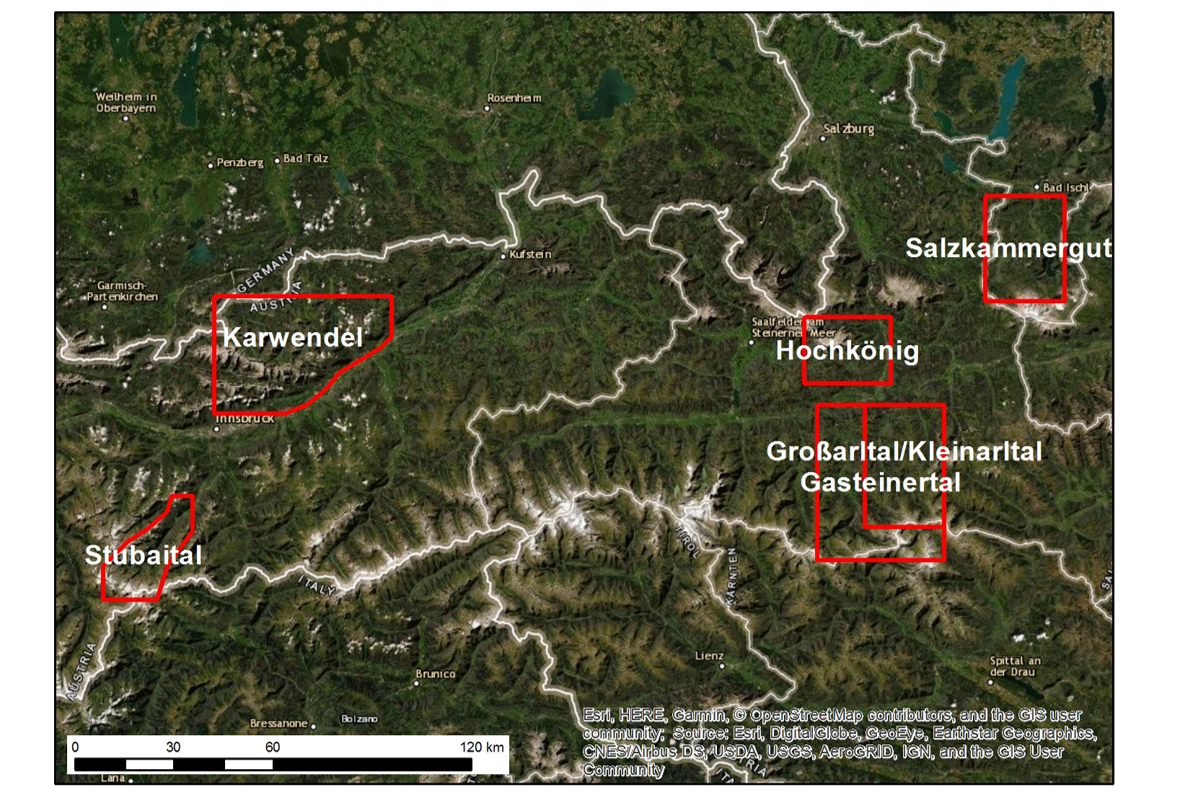 Weilheim in
Oberbayern
Rosenheim
Salzburg
Penzberg
Bad Tölz
Bad Ischl
Salzkammergut
Kufstein
GERMANY
AUSTRIA
Garmisch-
Partenkirchen
Karwendel
Saalfelden am
Steinernen Meer
Hochkönig
Innsbruck
Großarltal/Kleinarltal
Gasteinertal
Stubaital
TIROL
KÄRNTEN
ITALY
AUSTRIA
Lienz
Spittal an
der Drau
Brunico
Bressanone
Bolzano
Lana
0 30 60 120 km
Esri, HERE, Garmin, © OpenStreetMap contributors, and the GIS user
community; Source: Esri, DigitalGlobe, GeoEye, Earthstar Geographics,
CNES/Airbus DS, USDA, USGS, AeroGRID, IGN, and the GIS User
Community